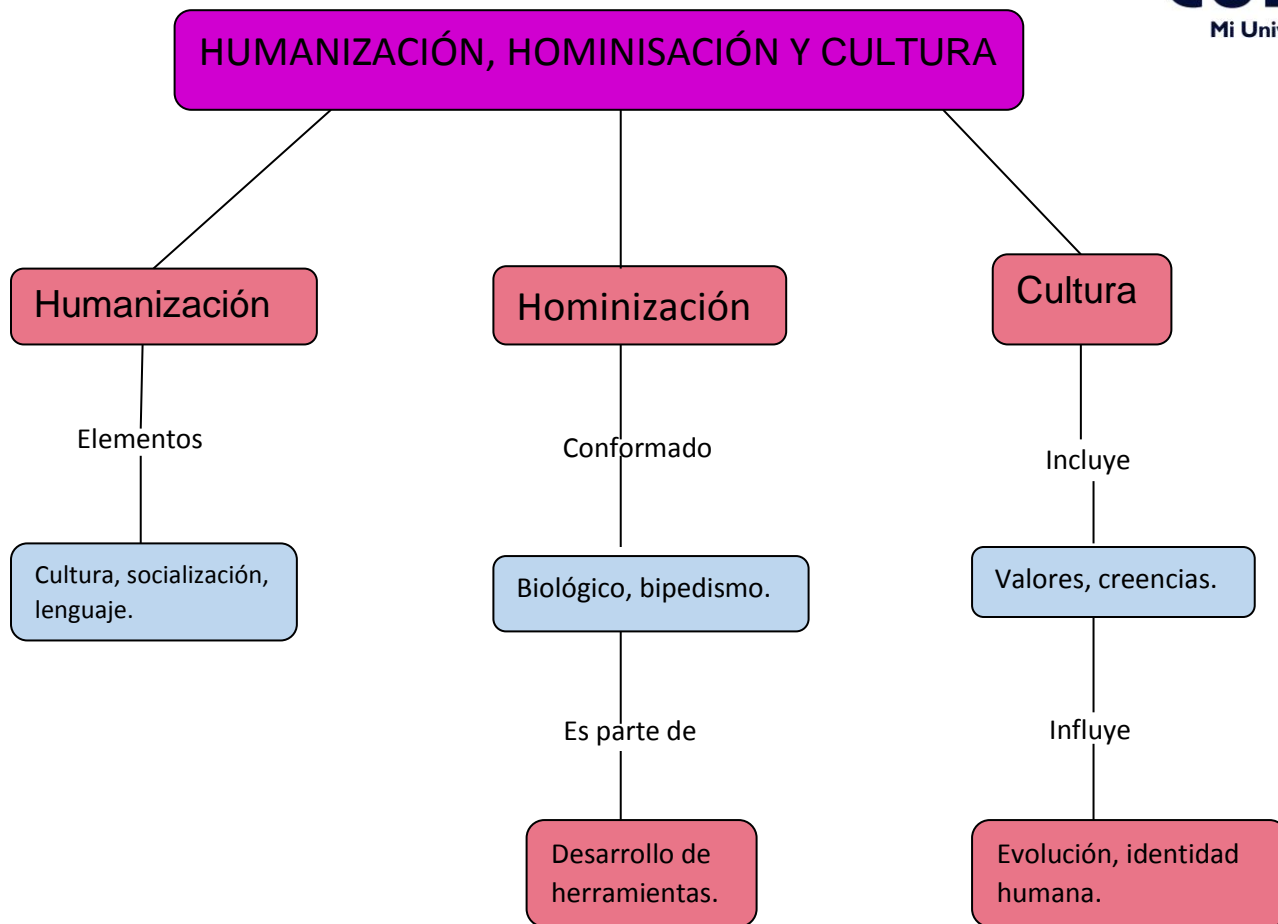 Mi Univ
HUMANIZACIÓN, HOMINISACIÓN Y CULTURA
Humanización
Hominización
Cultura
Elementos
Conformado
Incluye
Cultura, socialización,
lenguaje.
Biológico, bipedismo.
Valores, creencias.
Es parte de
Influye
Desarrollo de
herramientas.
Evolución, identidad
humana.